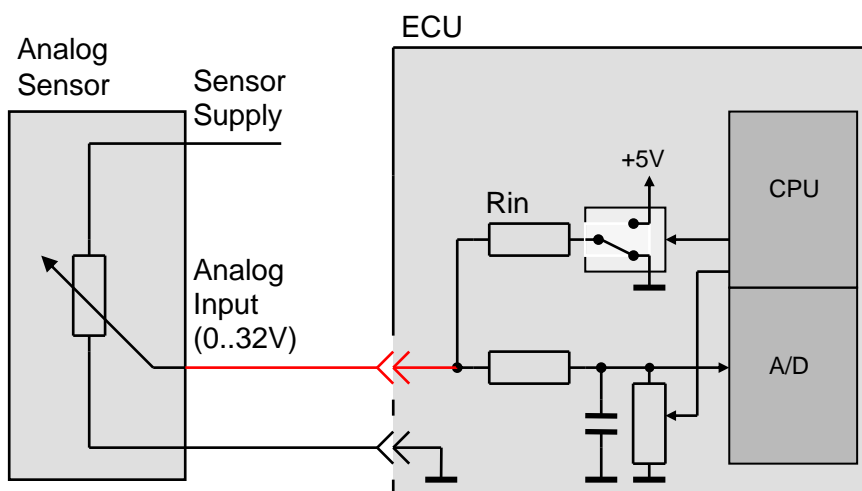 ECU
Analog
Sensor
Sensor
Supply
+5V
CPU
Rin
Analog
Input
(0..32V)
A/D